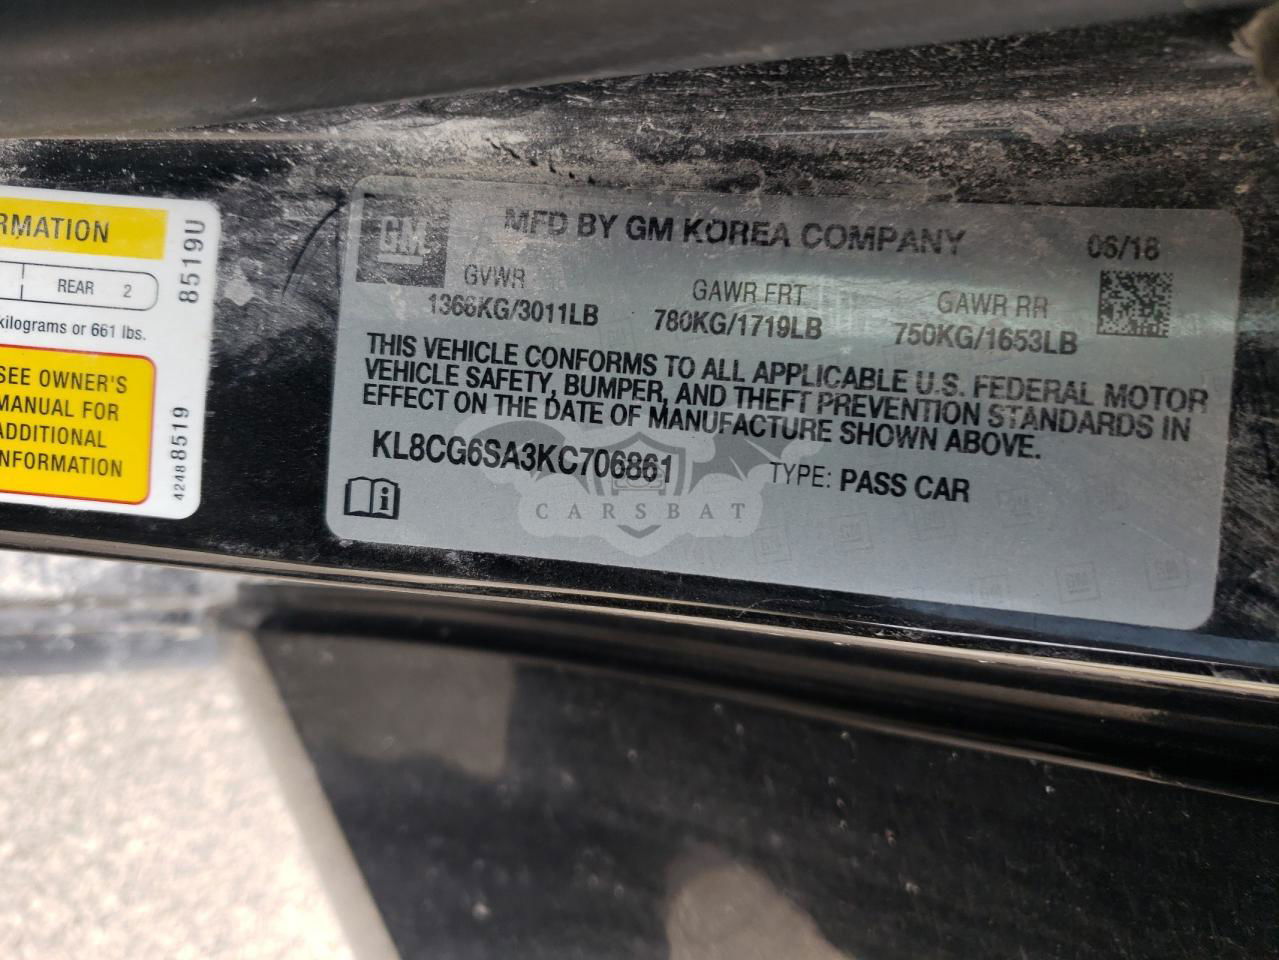 RMATION
REAR 2
kilograms or 661 lbs.
SEE OWNER'S
MANUAL FOR
ADDITIONAL
NFORMATION
8519U
42488519
GM
MFD BY GM KOREA COMPANY
06/18
GVWR
1366KG/3011LB
GAWR FRT
780KG/1719LB
GAWR RR
750KG/1653LB
THIS VEHICLE CONFORMS TO ALL APPLICABLE U.S. FEDERAL MOTOR
VEHICLE SAFETY, BUMPER, AND THEFT PREVENTION STANDARDS IN
EFFECT ON THE DATE OF MANUFACTURE SHOWN ABOVE.
KL8CG6SA3KC706861
TYPE: PASS CAR
CARSBAT